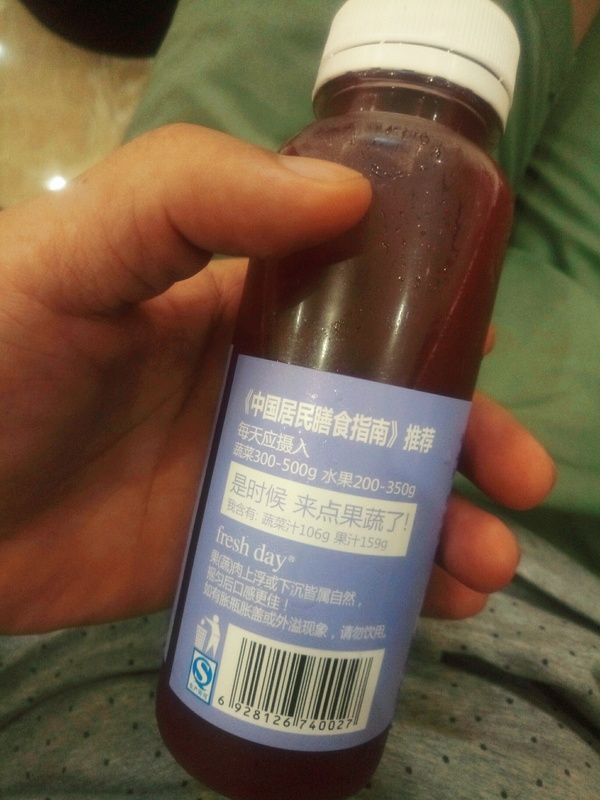 《中国居民膳食指南》推荐
每天应摄入
蔬菜300-500g 水果200-350g
是时候 来点果蔬了!
我含有: 蔬菜汁106g 果汁159g
fresh day®
果(蔬)肉上浮或下沉皆属自然，
摇匀后口感更佳！
如有胀瓶胀盖或外溢现象，请勿饮用。
6 928126 740027